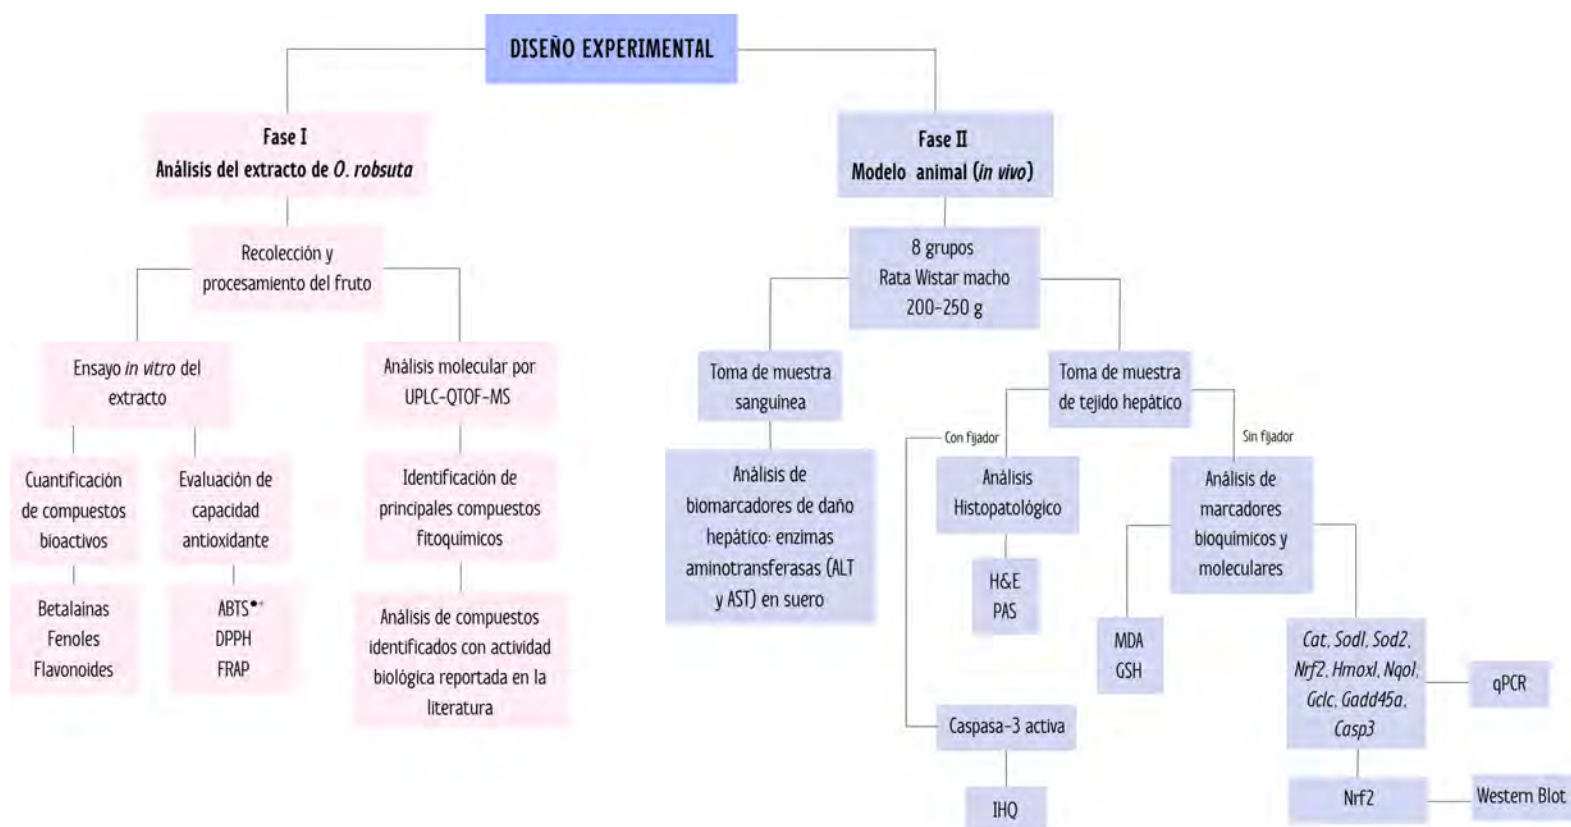 DISEÑO EXPERIMENTAL
Fase I
Análisis del extracto de O. robsuta
Recolección y
procesamiento del fruto
Ensayo in vitro del
extracto
Cuantificación
de compuestos
bioactivos
Betalainas
Fenoles
Flavonoides
Evaluación de
capacidad
antioxidante
ABTS●+
DPPH
FRAP
Análisis molecular por
UPLC-QTOF-MS
Identificación de
principales compuestos
fitoquímicos
Análisis de compuestos
identificados con actividad
biológica reportada en la
literatura
Fase II
Modelo animal (in vivo)
8 grupos
Rata Wistar macho
200-250 g
Toma de muestra
sanguínea
Análisis de
biomarcadores de daño
hepático: enzimas
aminotransferasas (ALT
y AST) en suero
Toma de muestra
de tejido hepático
Con fijador
Análisis
Histopatológico
H&E
PAS
Caspasa-3 activa
IHQ
Sin fijador
Análisis de
marcadores
bioquímicos y
moleculares
MDA
GSH
Cat, Sod1, Sod2,
Nrf2, Hmox1, Nqo1,
Gclc, Gadd45a,
Casp3
qPCR
Nrf2
Western Blot